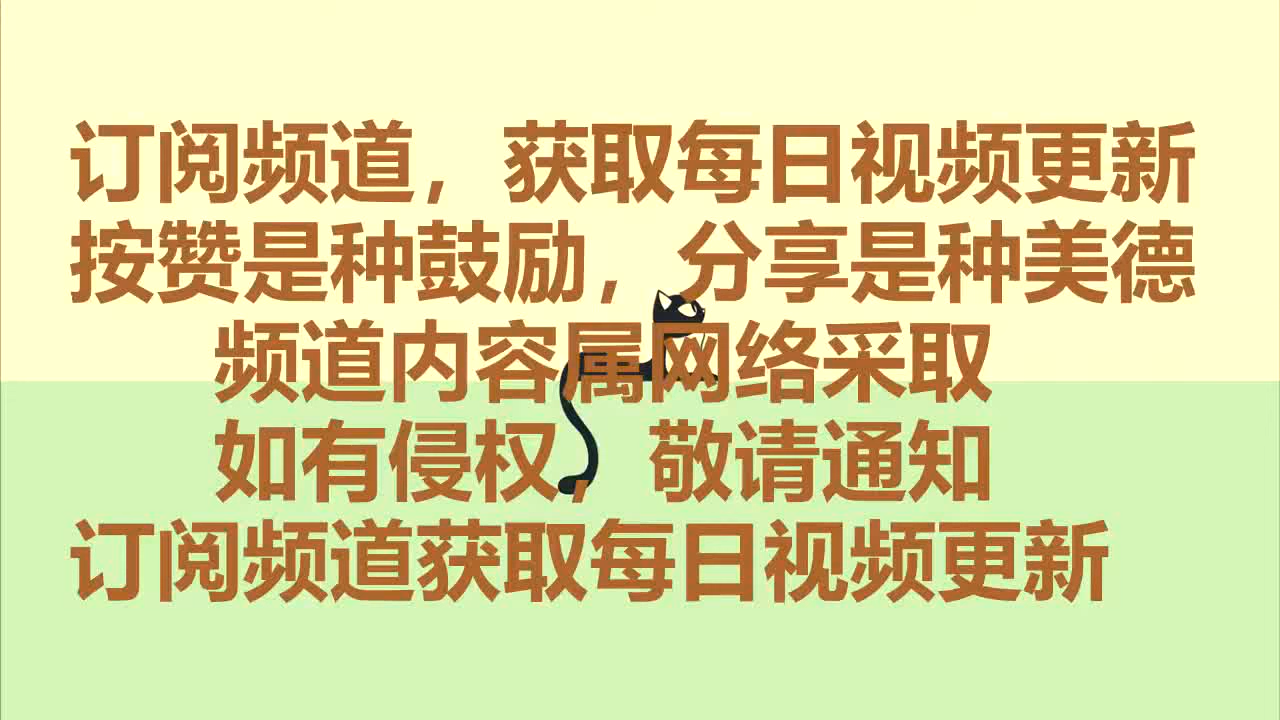 订阅频道，获取每日视频更新
按赞是种鼓励，分享是种美德
频道内容属网络采取
如有侵权，敬请通知
订阅频道获取每日视频更新